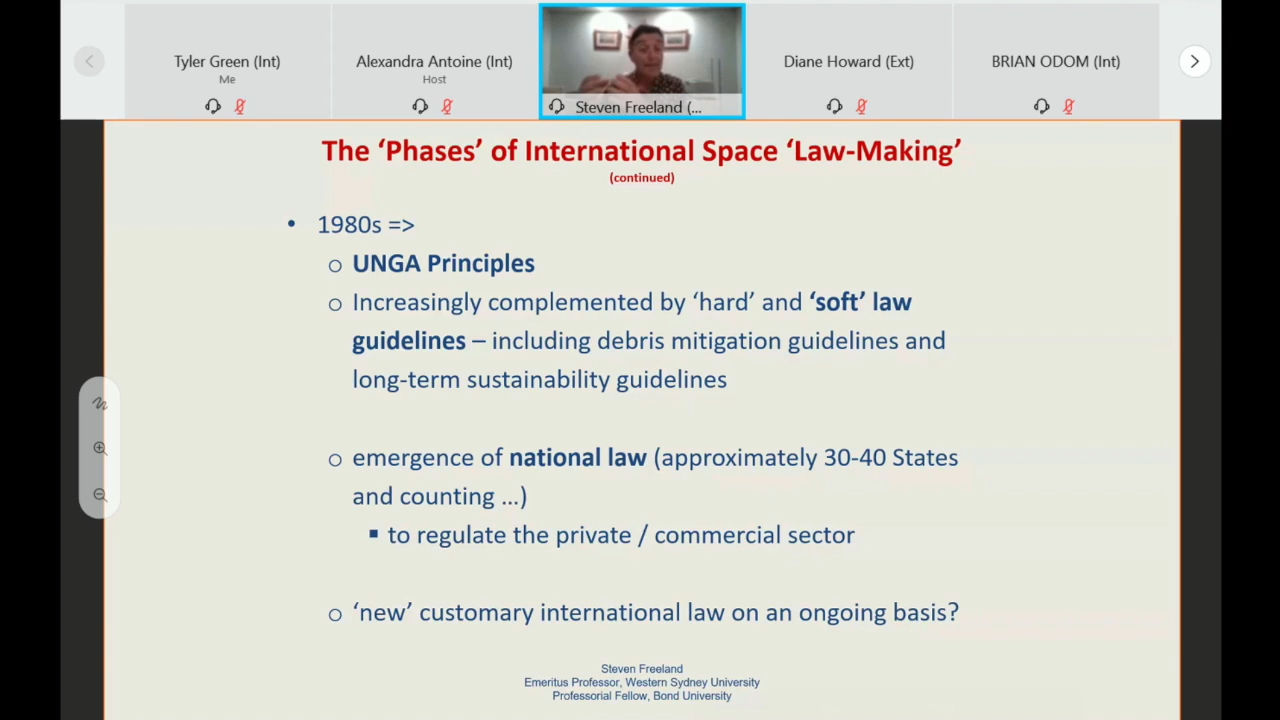 Tyler Green (Int)
Me
Alexandra Antoine (Int)
Host
Steven Freeland (...
Diane Howard (Ext)
BRIAN ODOM (Int)
The ‘Phases’ of International Space ‘Law-Making’
(continued)
• 1980s =>
o UNGA Principles
o Increasingly complemented by ‘hard’ and ‘soft’ law
guidelines – including debris mitigation guidelines and
long-term sustainability guidelines
o emergence of national law (approximately 30-40 States
and counting ...)
▪ to regulate the private / commercial sector
o ‘new’ customary international law on an ongoing basis?
Steven Freeland
Emeritus Professor, Western Sydney University
Professorial Fellow, Bond University